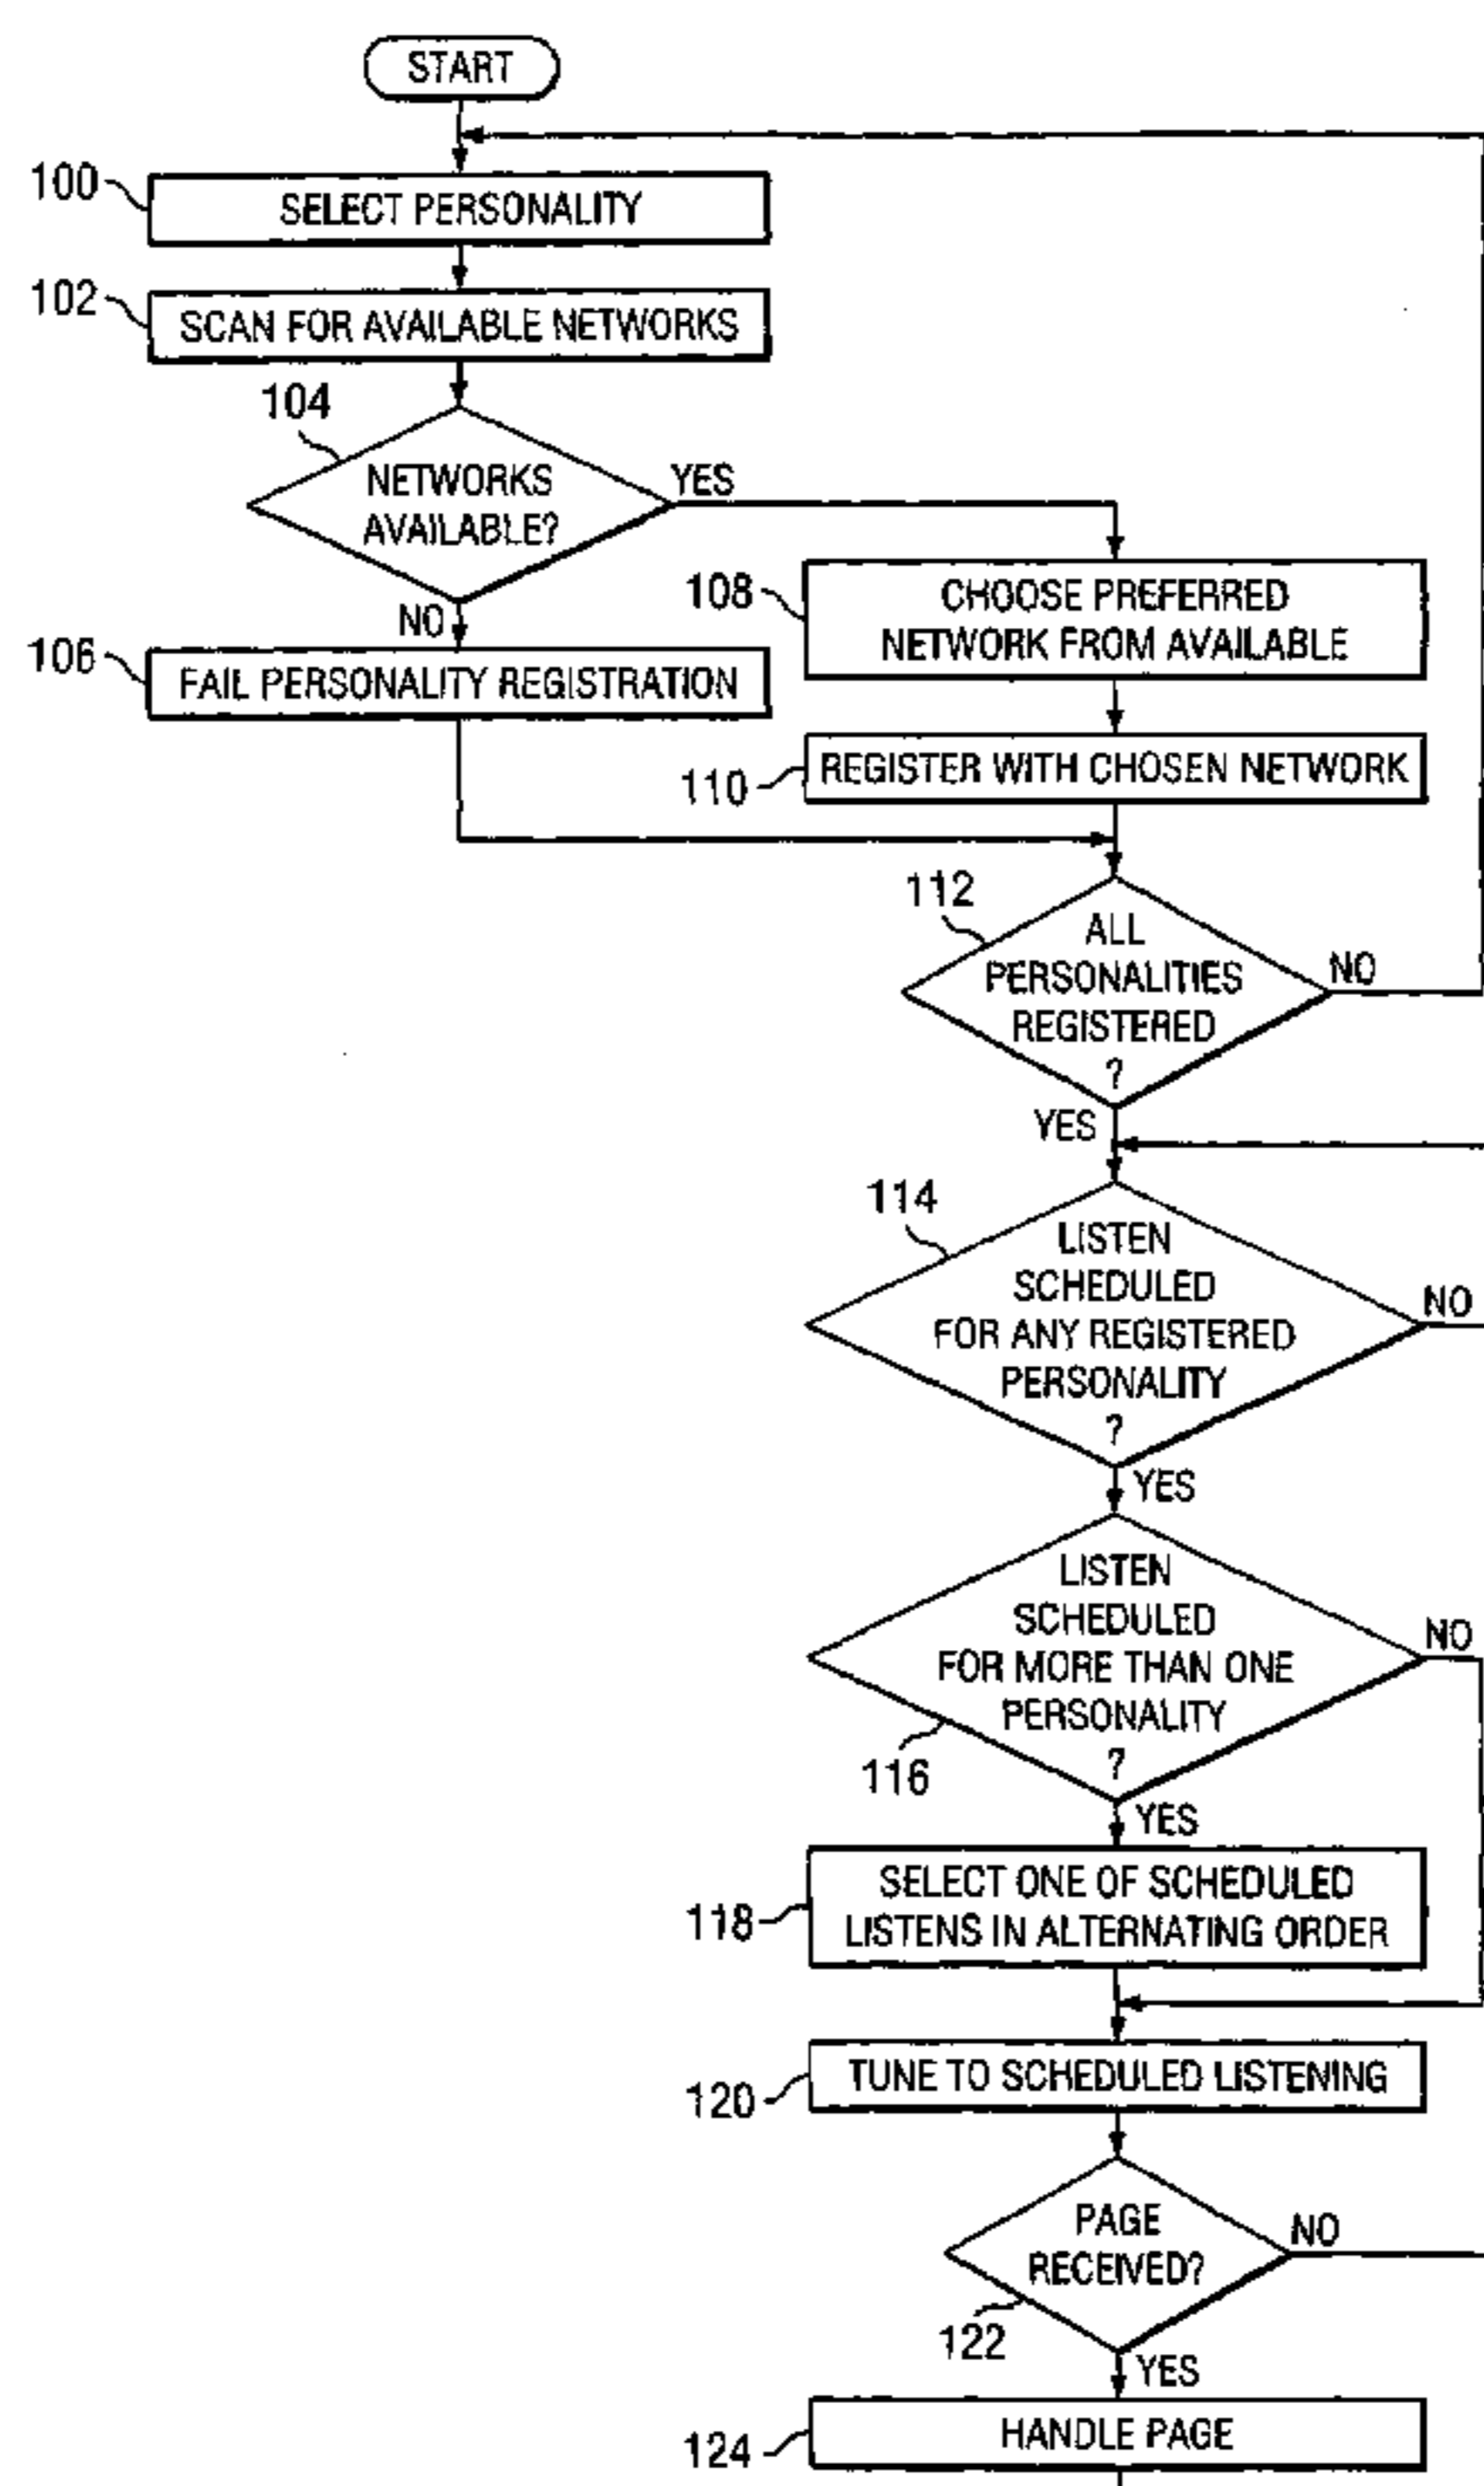 START
100
SELECT PERSONALITY
102
SCAN FOR AVAILABLE NETWORKS
104
NETWORKS
AVAILABLE?
YES
NO
106
FAIL PERSONALITY REGISTRATION
108
CHOOSE PREFERRED
NETWORK FROM AVAILABLE
110
REGISTER WITH CHOSEN NETWORK
112
ALL
PERSONALITIES
REGISTERED
?
NO
YES
114
LISTEN
SCHEDULED
FOR ANY REGISTERED
PERSONALITY
?
NO
YES
LISTEN
SCHEDULED
FOR MORE THAN ONE
PERSONALITY
?
NO
116
YES
118
SELECT ONE OF SCHEDULED
LISTENS IN ALTERNATING ORDER
120
TUNE TO SCHEDULED LISTENING
PAGE
RECEIVED?
NO
122
YES
124
HANDLE PAGE